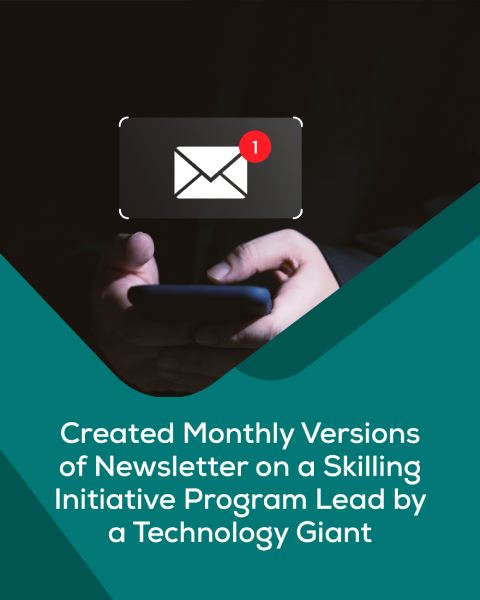 1
Created Monthly Versions
of Newsletter on a Skilling
Initiative Program Lead by
a Technology Giant